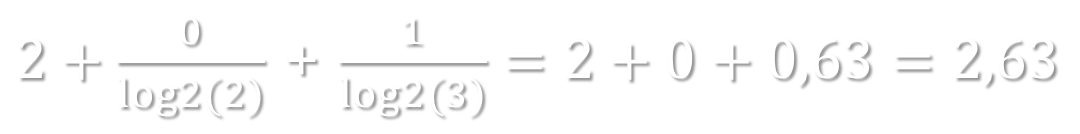 2 + 0/log2(2) + 1/log2(3) = 2 + 0 + 0,63 = 2,63